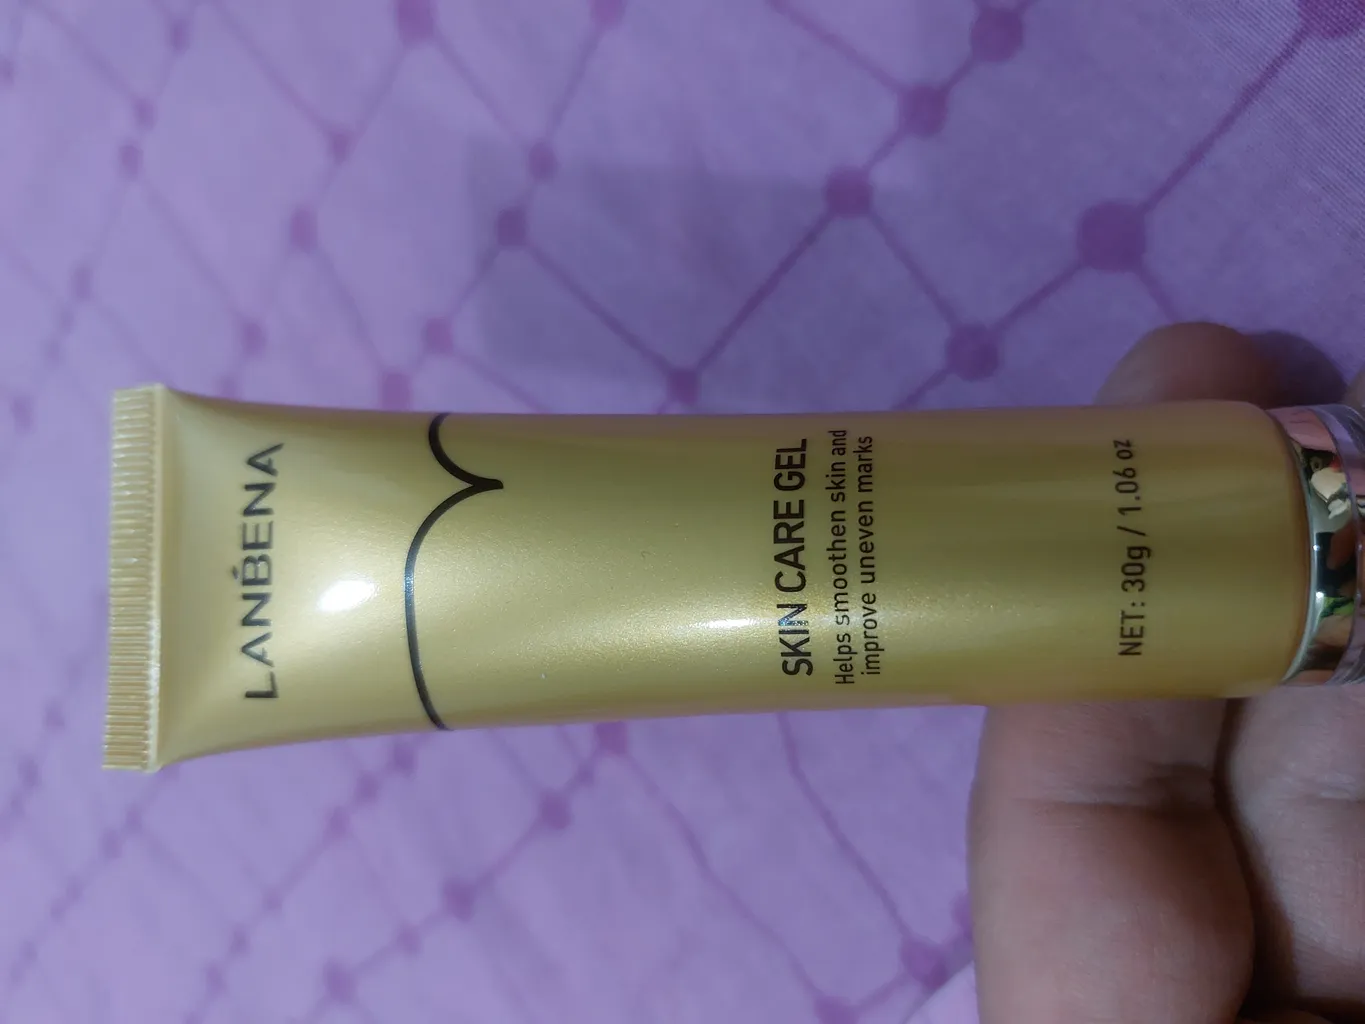 LANBENA
SKIN CARE GEL
Helps smoothen skin and
improve uneven marks
NET: 30g / 1.06 oz